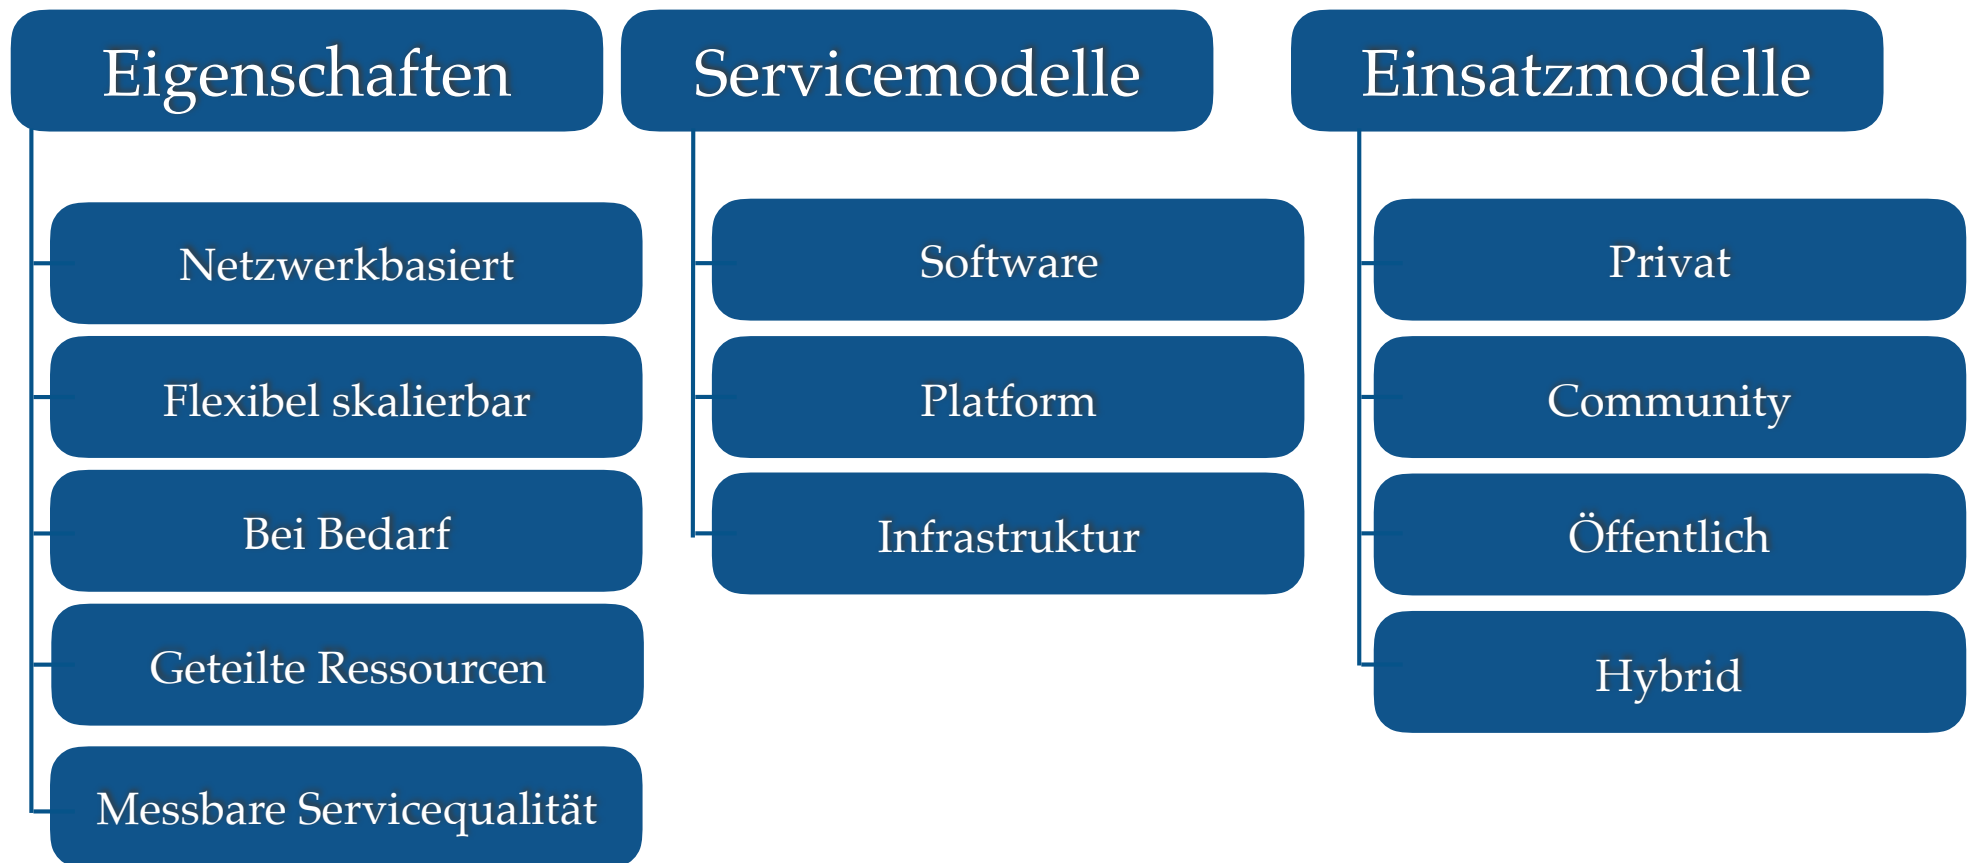 Eigenschaften
Netzwerkbasiert
Flexibel skalierbar
Bei Bedarf
Geteilte Ressourcen
Messbare Servicequalität
Servicemodelle
Software
Platform
Infrastruktur
Einsatzmodelle
Privat
Community
Öffentlich
Hybrid